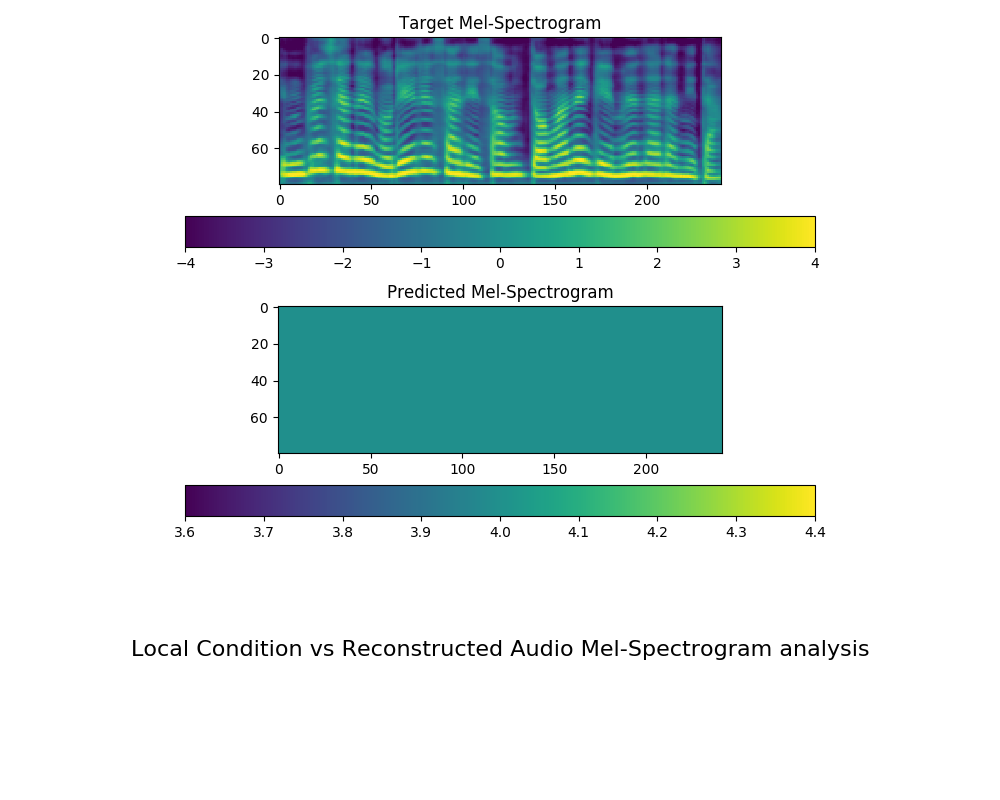 Target Mel-Spectrogram
0
20
40
60
0 50 100 150 200
−4 −3 −2 −1 0 1 2 3 4
Predicted Mel-Spectrogram
0
20
40
60
0 50 100 150 200
3.6 3.7 3.8 3.9 4.0 4.1 4.2 4.3 4.4
Local Condition vs Reconstructed Audio Mel-Spectrogram analysis